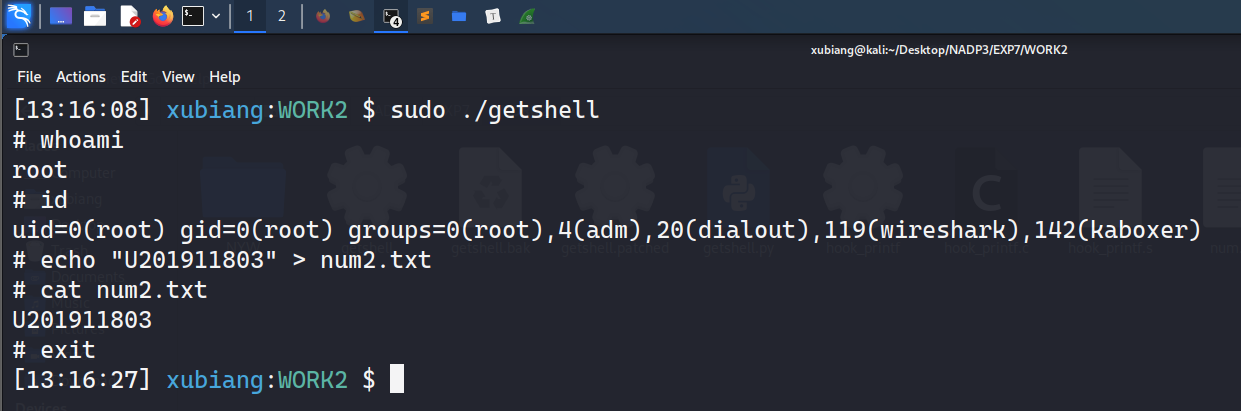 1 2 4 T
xubiang@kali:~/Desktop/NADP3/EXP7/WORK2
File Actions Edit View Help
[13:16:08] xubiang:WORK2 $ sudo ./getshell
# whoami
root
# id
uid=0(root) gid=0(root) groups=0(root),4(adm),20(dialout),119(wireshark),142(kaboxer)
# echo "U201911803" > num2.txt
# cat num2.txt
U201911803
# exit
[13:16:27] xubiang:WORK2 $